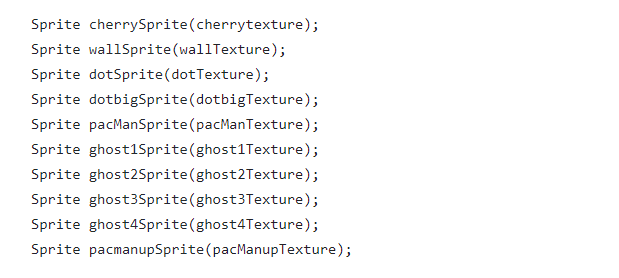 Sprite cherrySprite(cherrytexture);
Sprite wallSprite(wallTexture);
Sprite dotSprite(dotTexture);
Sprite dotbigSprite(dotbigTexture);
Sprite pacManSprite(pacManTexture);
Sprite ghost1Sprite(ghost1Texture);
Sprite ghost2Sprite(ghost2Texture);
Sprite ghost3Sprite(ghost3Texture);
Sprite ghost4Sprite(ghost4Texture);
Sprite pacmanupSprite(pacManupTexture);